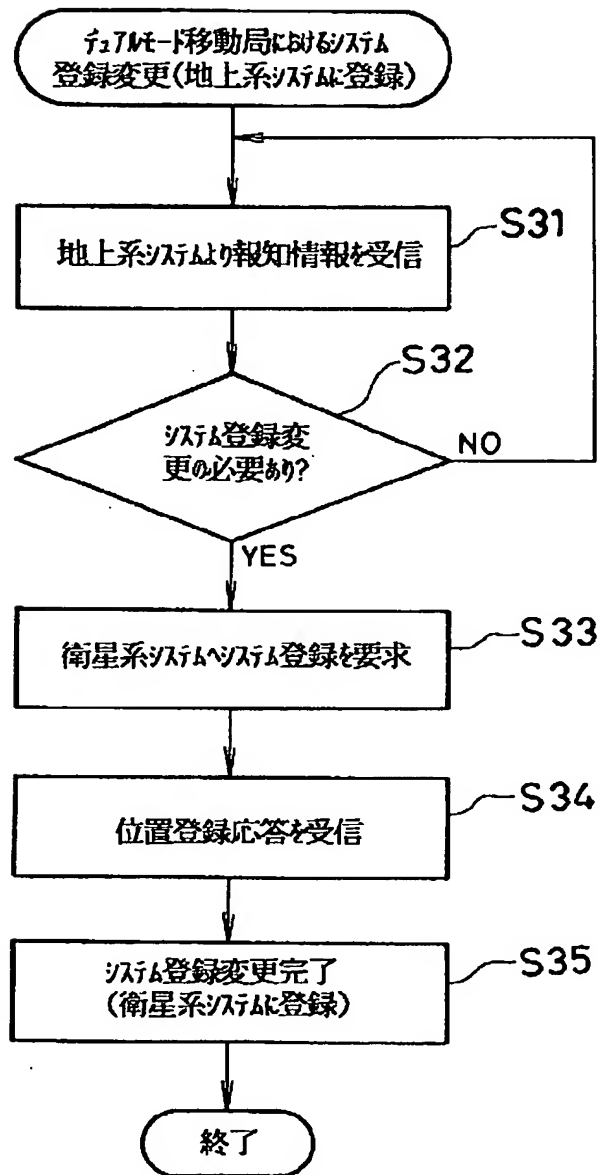 デュアルモード移動局におけるシステム
登録変更(地上系システムに登録)
地上系システムより報知情報を受信
S31
S32
システム登録変
更の必要あり?
NO
YES
衛星系システムへシステム登録を要求
S33
位置登録応答を受信
S34
システム登録変更完了
(衛星系システムに登録)
S35
終了